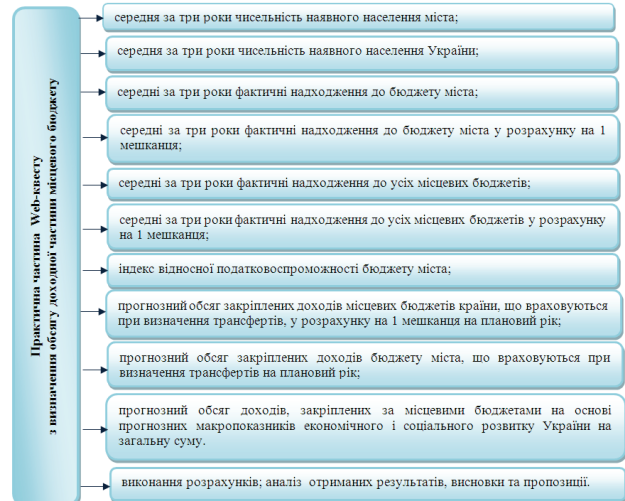 Практична частина Web-квесту
з визначення обсягу доходної частини місцевого бюджету
середня за три роки чисельність наявного населення міста;
середня за три роки чисельність наявного населення України;
середні за три роки фактичні надходження до бюджету міста;
середні за три роки фактичні надходження до бюджету міста у розрахунку на 1
мешканця;
середні за три роки фактичні надходження до усіх місцевих бюджетів;
середні за три роки фактичні надходження до усіх місцевих бюджетів у розрахунку
на 1 мешканця;
індекс відносної податковоспроможності бюджету міста;
прогнозний обсяг закріплених доходів місцевих бюджетів країни, що враховуються
при визначення трансфертів, у розрахунку на 1 мешканця на плановий рік;
прогнозний обсяг закріплених доходів бюджету міста, що враховуються при
визначення трансфертів на плановий рік;
прогнозний обсяг доходів, закріплених за місцевими бюджетами на основі
прогнозних макропоказників економічного і соціального розвитку України на
загальну суму.
виконання розрахунків; аналіз отриманих результатів, висновки та пропозиції.